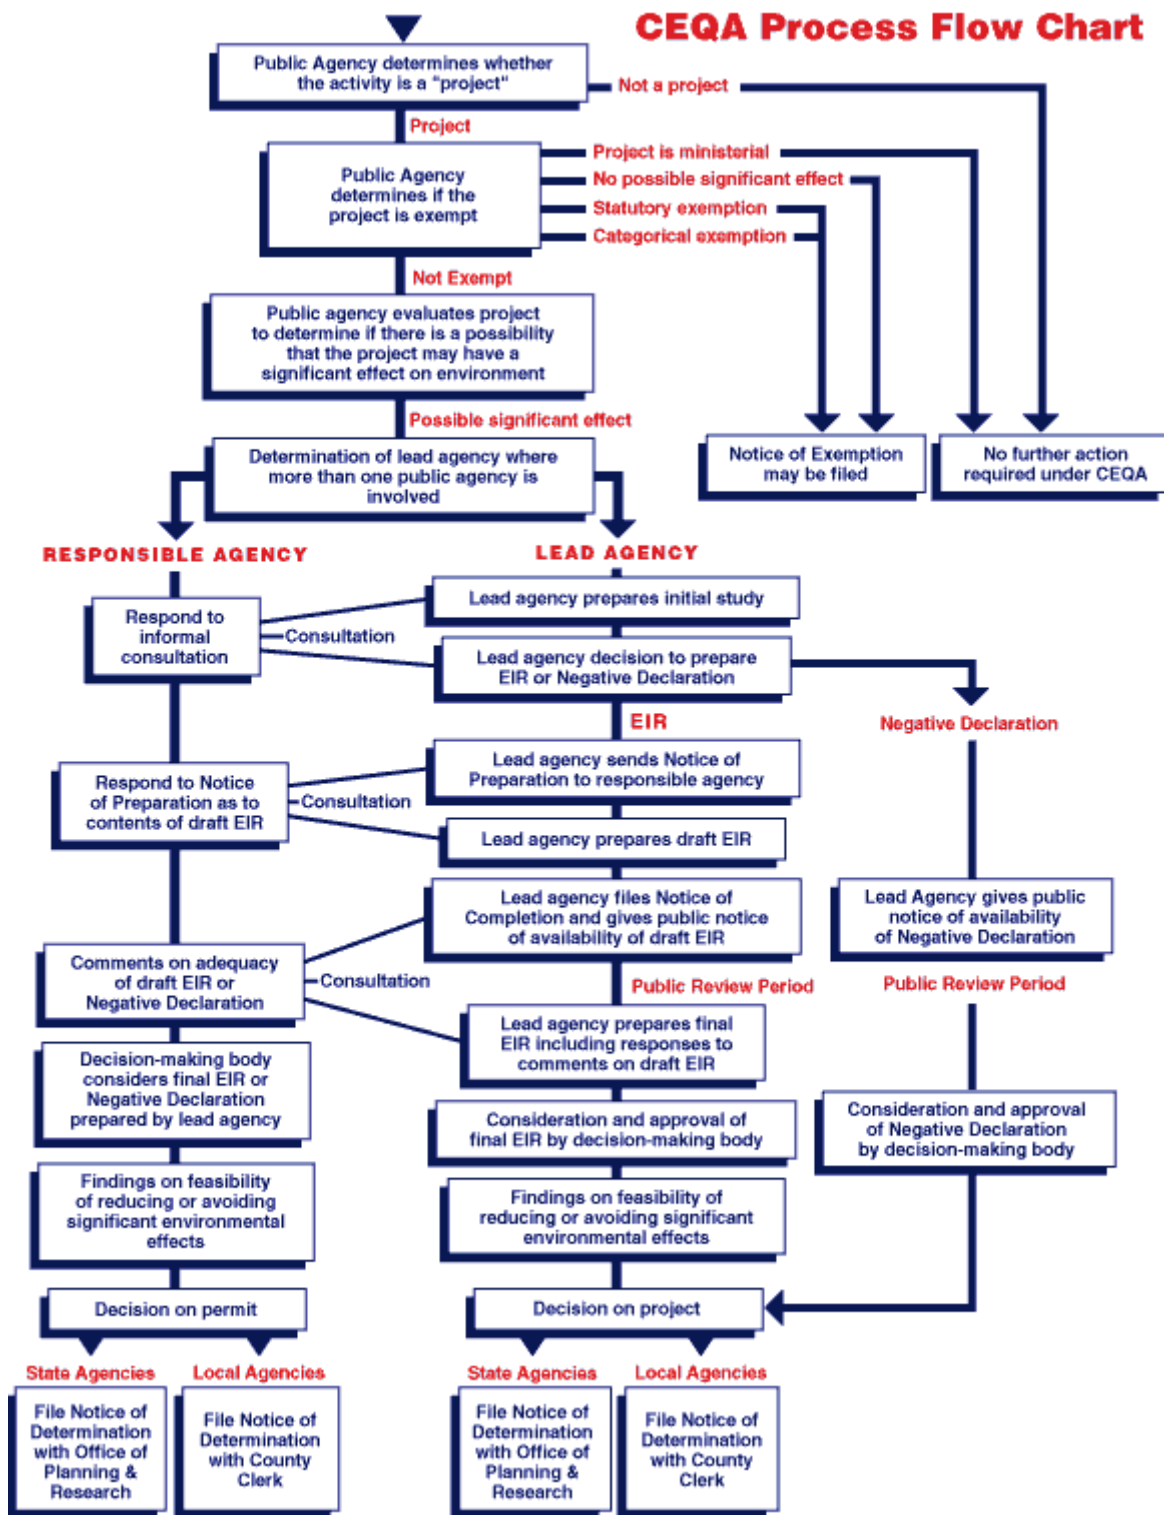 CEQA Process Flow Chart
Public Agency determines whether
the activity is a "project"
Not a project
Project
Public Agency
determines if the
project is exempt
Project is ministerial
No possible significant effect
Statutory exemption
Categorical exemption
Not Exempt
Public agency evaluates project
to determine if there is a possibility
that the project may have a
significant effect on environment
Possible significant effect
Notice of Exemption
may be filed
No further action
required under CEQA
Determination of lead agency where
more than one public agency is
involved
RESPONSIBLE AGENCY
LEAD AGENCY
Respond to
informal
consultation
Consultation
Lead agency prepares initial study
Lead agency decision to prepare
EIR or Negative Declaration
EIR
Negative Declaration
Respond to Notice
of Preparation as to
contents of draft EIR
Consultation
Lead agency sends Notice of
Preparation to responsible agency
Lead agency prepares draft EIR
Lead agency files Notice of
Completion and gives public notice
of availability of draft EIR
Lead Agency gives public
notice of availability
of Negative Declaration
Comments on adequacy
of draft EIR or
Negative Declaration
Consultation
Public Review Period
Public Review Period
Lead agency prepares final
EIR including responses to
comments on draft EIR
Decision-making body
considers final EIR or
Negative Declaration
prepared by lead agency
Consideration and approval of
final EIR by decision-making body
Consideration and approval
of Negative Declaration
by decision-making body
Findings on feasibility
of reducing or avoiding
significant environmental
effects
Findings on feasibility of
reducing or avoiding significant
environmental effects
Decision on permit
Decision on project
State Agencies
Local Agencies
State Agencies
Local Agencies
File Notice of
Determination
with Office of
Planning &
Research
File Notice of
Determination
with County
Clerk
File Notice of
Determination
with Office of
Planning &
Research
File Notice of
Determination
with County
Clerk